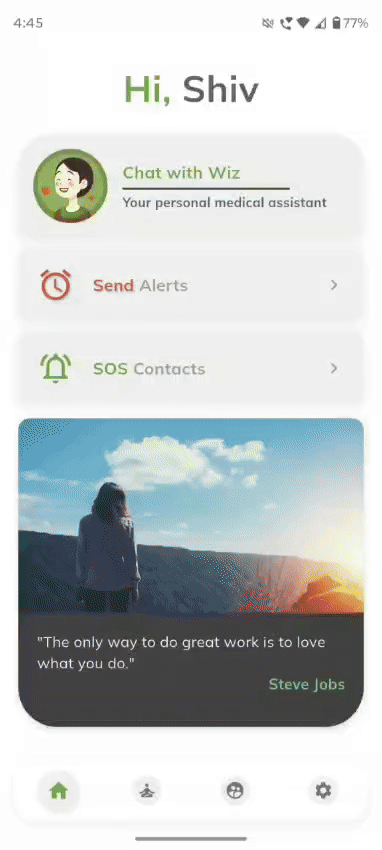 4:45
77%
Hi, Shiv
Chat with Wiz
Your personal medical assistant
Send Alerts
SOS Contacts
"The only way to do great work is to love
what you do."
Steve Jobs